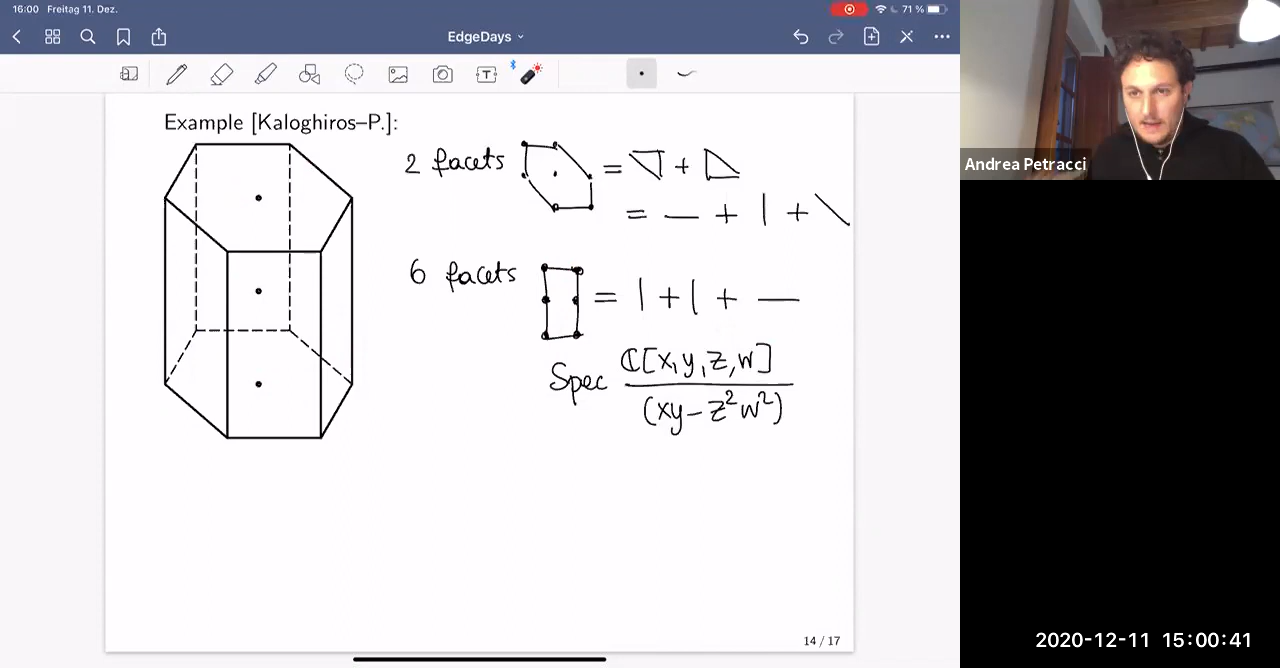 16:00 Freitag 11. Dez.
71 %
EdgeDays
T
Example [Kaloghiros–P.]:
2 facets = +
= — + | + \
6 facets = | + | + —
Spec ℂ[x,y,z,w]
(xy − z²w²)
14 / 17
Andrea Petracci
2020-12-11 15:00:41